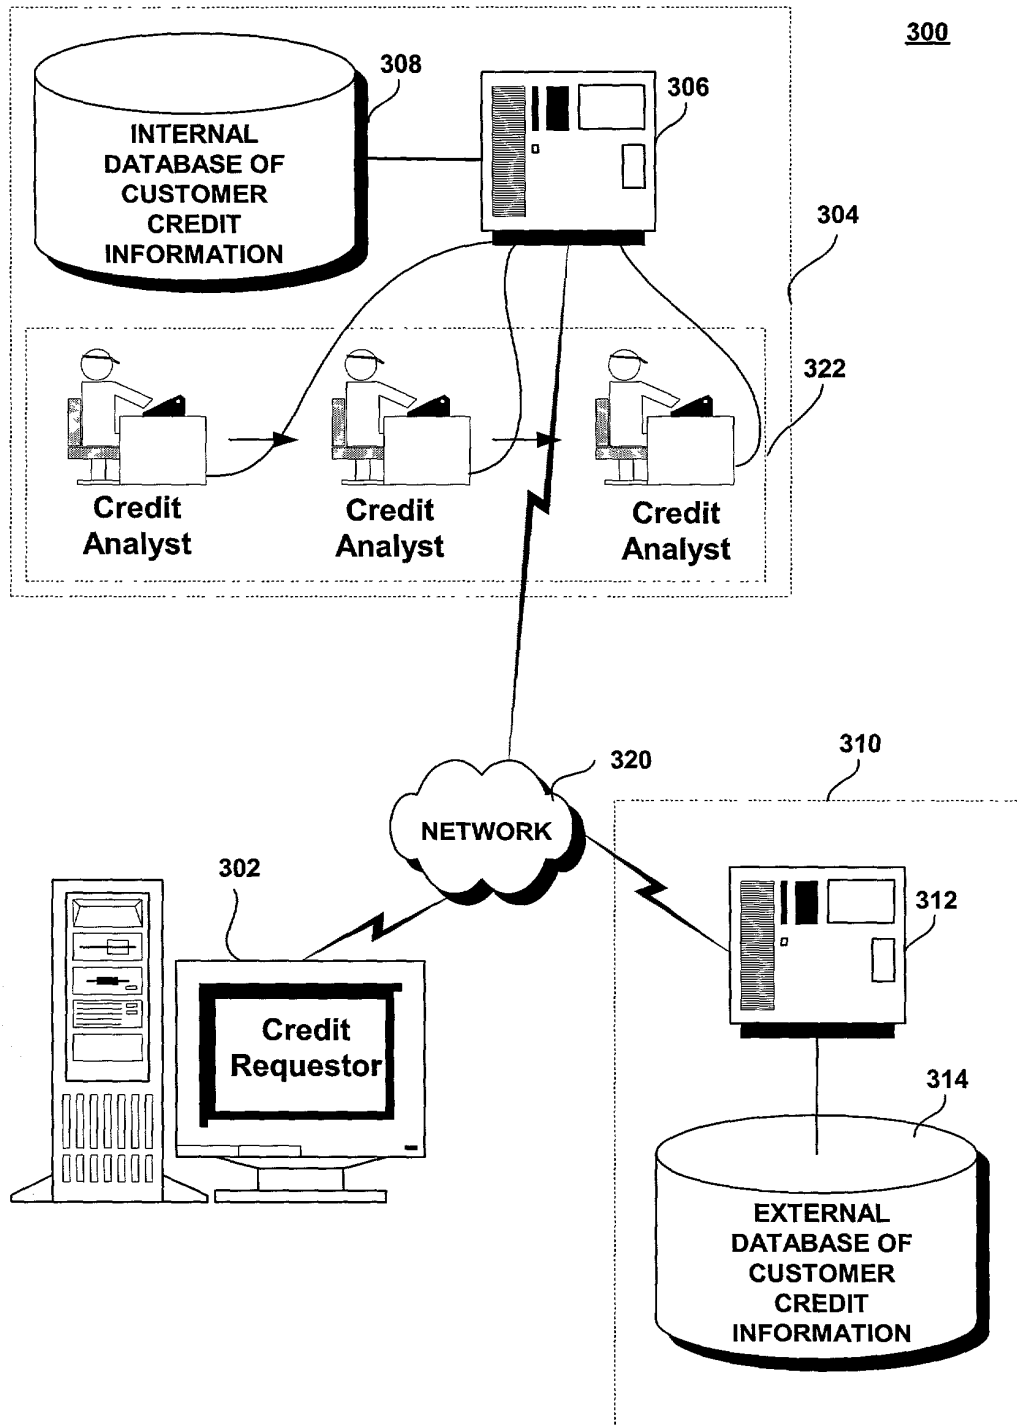 300
308
306
INTERNAL
DATABASE OF
CUSTOMER
CREDIT
INFORMATION
304
322
Credit
Analyst
Credit
Analyst
Credit
Analyst
320
310
NETWORK
302
312
Credit
Requestor
314
EXTERNAL
DATABASE OF
CUSTOMER
CREDIT
INFORMATION